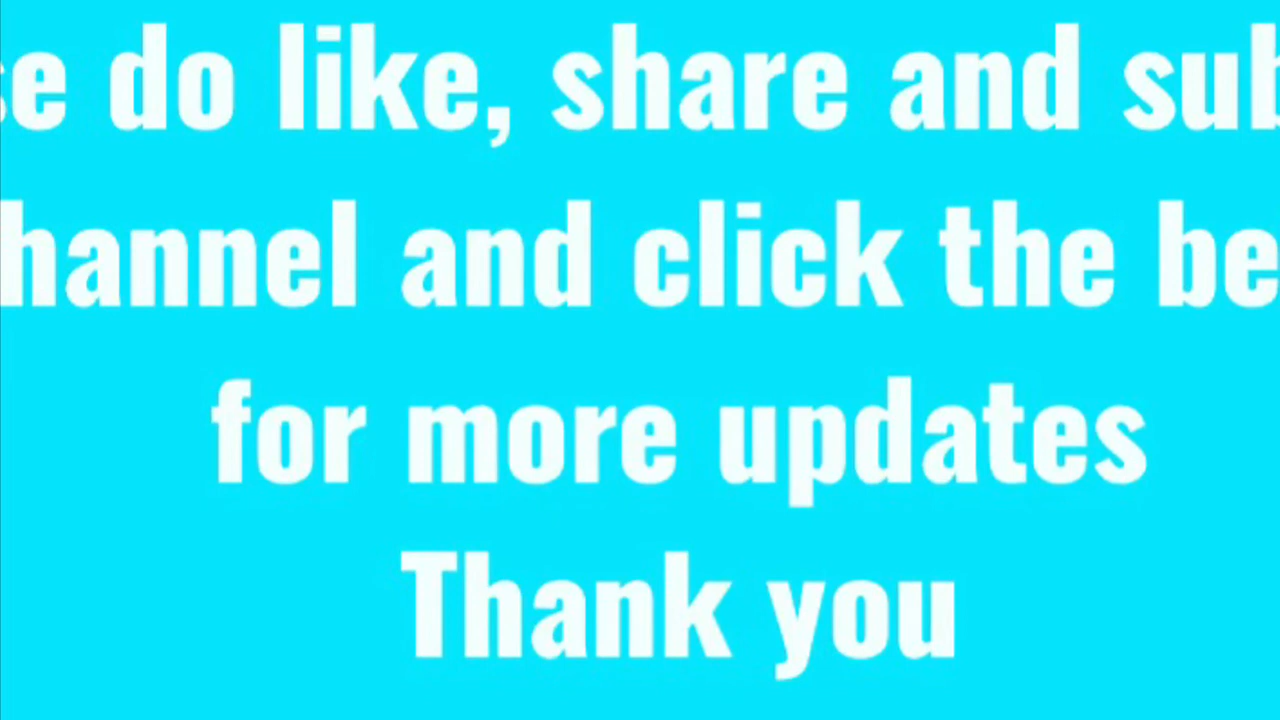 se do like, share and sub
hannel and click the be
for more updates
Thank you